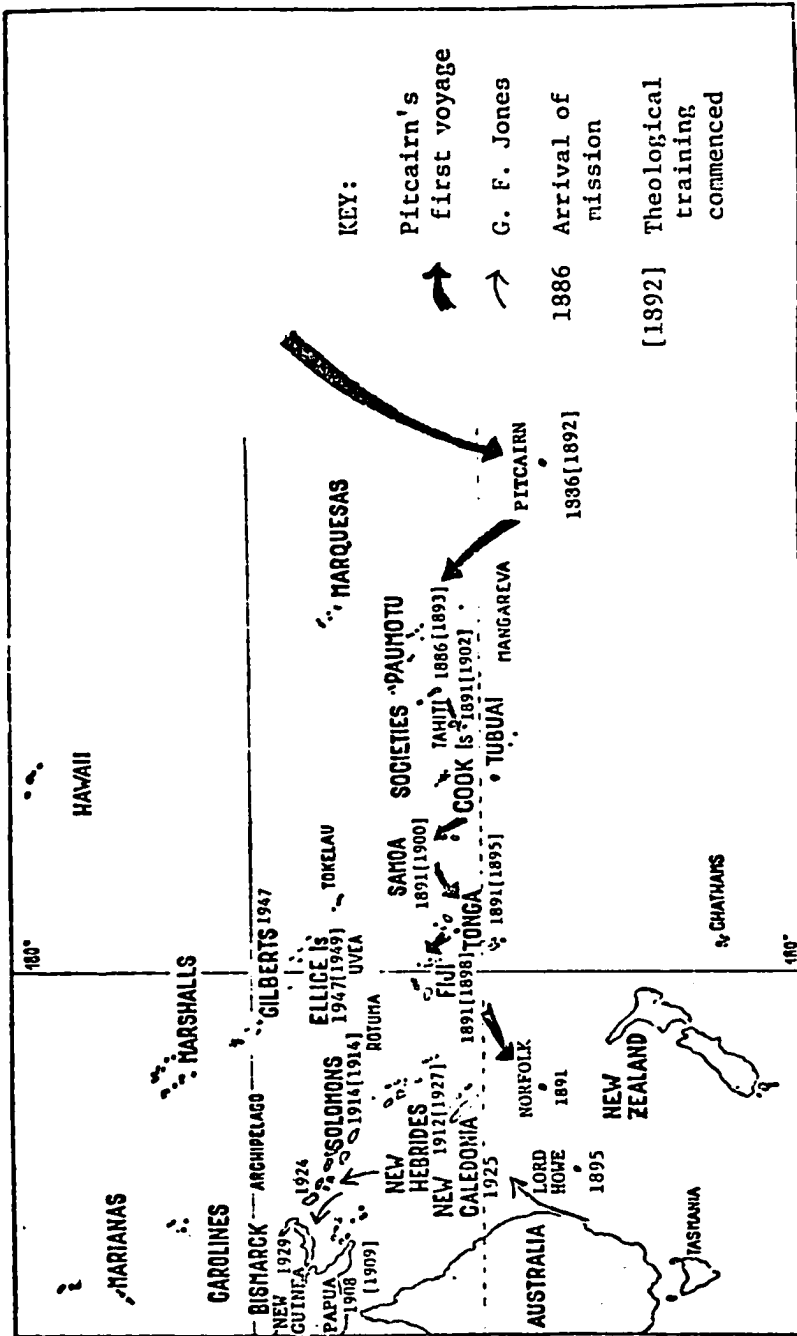 180°
HAWAII
MARIANAS
MARSHALLS
CAROLINES
GILBERTS 1947
BISMARCK
ARCHIPELAGO
NEW
GUINEA
1929
1924
SOLOMONS
1914[1914]
ELLICE Is
1947[1949]
TOKELAU
UVEA
ROTUMA
MARQUESAS
PAPUA
1908
[1909]
SAMOA
1891[1900]
SOCIETIES
PAUMOTU
TAHITI
1886[1893]
COOK Is
1891[1902]
NEW
HEBRIDES
1912[1927]
FIJI
1891[1898]
TONGA
1891[1895]
TUBUAI
MANGAREVA
NEW
CALEDONIA
1925
PITCAIRN
1886[1892]
NORFOLK
1891
LORD
HOWE
1895
AUSTRALIA
NEW
ZEALAND
TASMANIA
CHATHAMS
180°
KEY:
Pitcairn's
first voyage
G. F. Jones
1886 Arrival of
mission
[1892] Theological
training
commenced